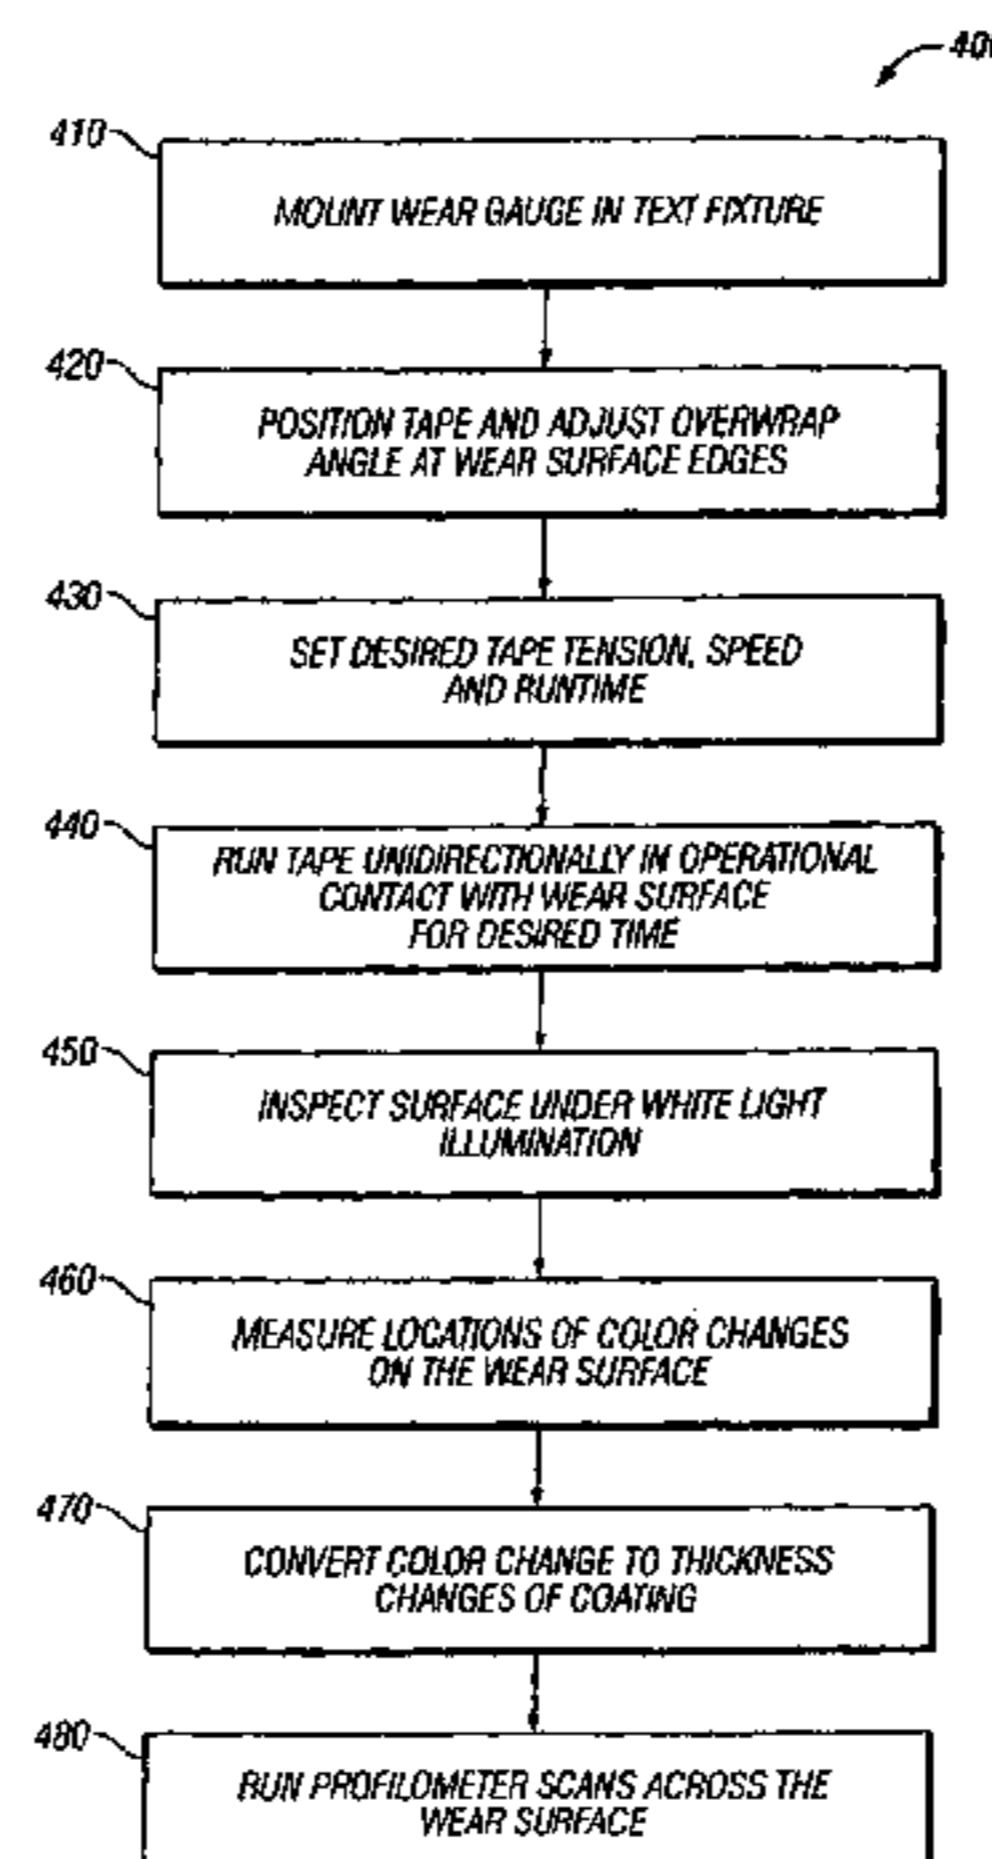 410
MOUNT WEAR GAUGE IN TEXT FIXTURE
420
POSITION TAPE AND ADJUST OVERWRAP
ANGLE AT WEAR SURFACE EDGES
430
SET DESIRED TAPE TENSION, SPEED
AND RUNTIME
440
RUN TAPE UNIDIRECTIONALLY IN OPERATIONAL
CONTACT WITH WEAR SURFACE
FOR DESIRED TIME
450
INSPECT SURFACE UNDER WHITE LIGHT
ILLUMINATION
460
MEASURE LOCATIONS OF COLOR CHANGES
ON THE WEAR SURFACE
470
CONVERT COLOR CHANGE TO THICKNESS
CHANGES OF COATING
480
RUN PROFILOMETER SCANS ACROSS THE
WEAR SURFACE